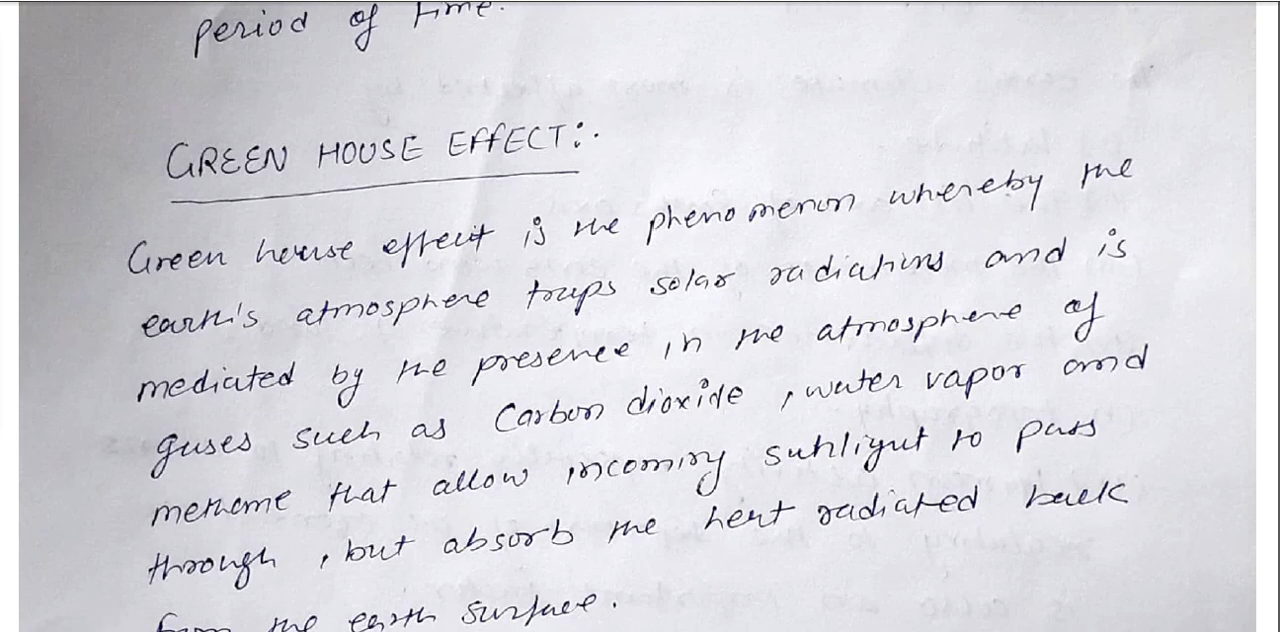 period of time.
GREEN HOUSE EFFECT:.
Green house effect is the phenomenon whereby the
earth's atmosphere traps solar radiations and is
mediated by the presence in the atmosphere of
gases such as Carbon dioxide, water vapor and
methane that allow incoming sunlight to pass
through, but absorb the heat radiated back
from the earth surface.